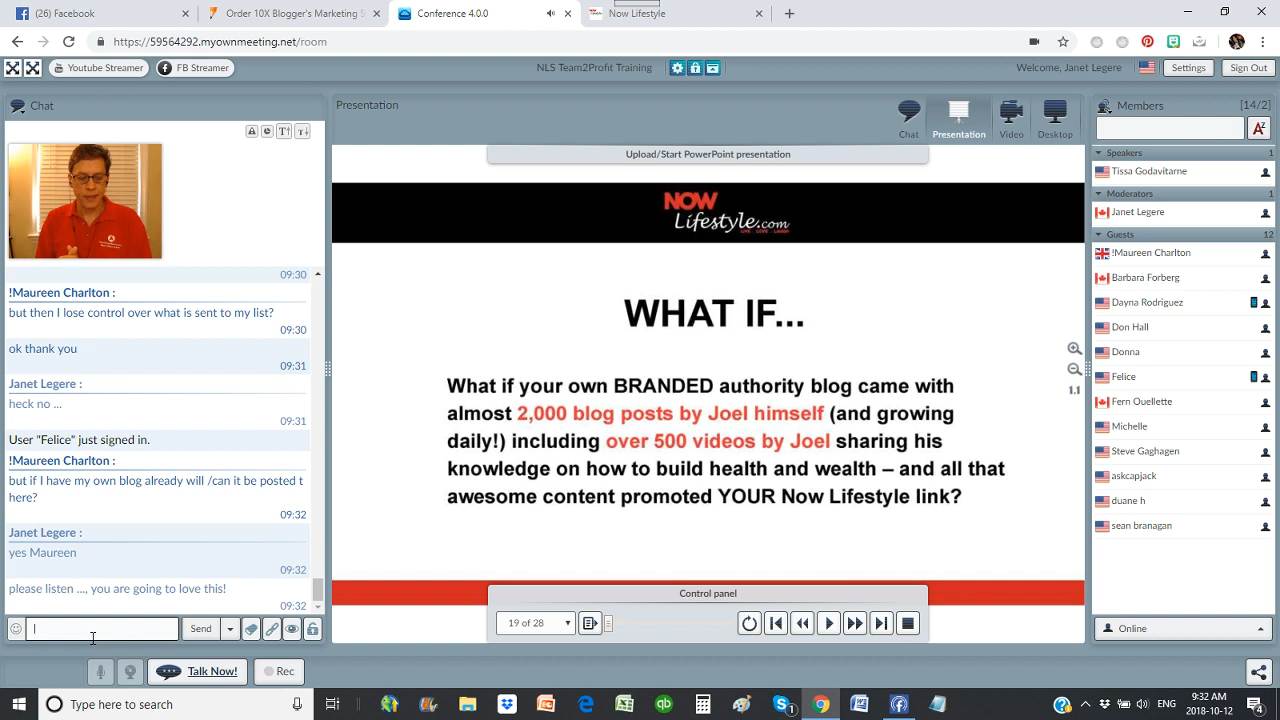 (26) Facebook
Order 10X Blogger's Marketing S
Conference 4.0.0
Now Lifestyle
https://59564292.myownmeeting.net/room
Youtube Streamer
FB Streamer
NLS Team2Profit Training
Welcome, Janet Legere
Settings
Sign Out
Chat
Presentation
Chat
Presentation
Video
Desktop
Members
[14/2]
Upload/Start PowerPoint presentation
Speakers 1
Tissa Godavitarne
Moderators 1
Janet Legere
Guests 12
!Maureen Charlton
Barbara Forberg
Dayna Rodriguez
Don Hall
Donna
Felice
Fern Ouellette
Michelle
Steve Gaghagen
askcapjack
duane h
sean branagan
Online
09:30
!Maureen Charlton :
but then I lose control over what is sent to my list?
09:30
ok thank you
09:31
Janet Legere :
heck no ...
09:31
User "Felice" just signed in.
!Maureen Charlton :
but if I have my own blog already will /can it be posted t
here?
09:32
Janet Legere :
yes Maureen
09:32
please listen ..., you are going to love this!
09:32
Send
Talk Now!
Rec
NOW
Lifestyle.com
LIVE LOVE LAUGH
WHAT IF...
What if your own BRANDED authority blog came with
almost 2,000 blog posts by Joel himself (and growing
daily!) including over 500 videos by Joel sharing his
knowledge on how to build health and wealth – and all that
awesome content promoted YOUR Now Lifestyle link?
1.1
Control panel
19 of 28
Type here to search
9:32 AM
2018-10-12